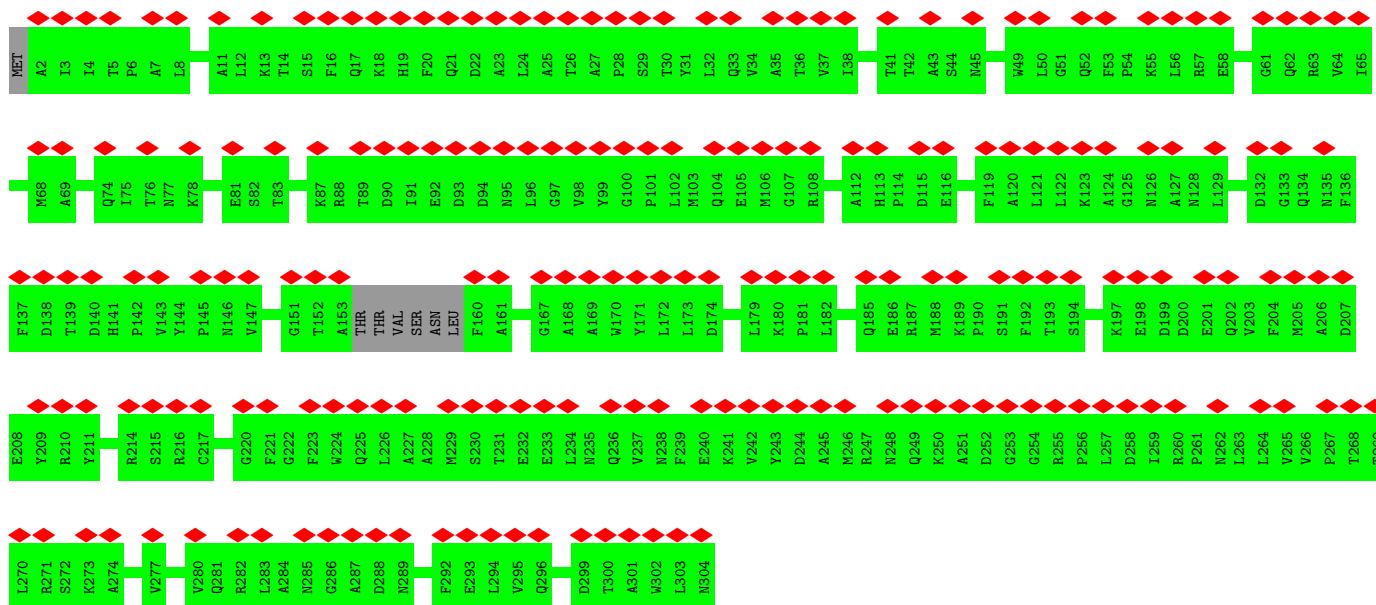 MET A2 I3 I4 T5 P6 A7 L8 A11 L12 K13 T14 S15 F16 Q17 K18 H19 F20 Q21 D22 A23 L24 A25 T26 A27 P28 S29 T30 Y31 L32 Q33 V34 A35 T36 V37 I38 T41 T42 A43 S44 N45 W49 L50 G51 Q52 F53 P54 K55 L56 R57 E58 G61 Q62 R63 V64 I65
M68 A69 Q74 I75 T76 N77 K78 E81 S82 T83 K87 R88 T89 D90 I91 E92 D93 D94 N95 L96 G97 V98 Y99 G100 P101 L102 M103 Q104 E105 M106 G107 R108 A112 H113 P114 D115 E116 F119 A120 L121 L122 K123 A124 G125 N126 A127 N128 L129 D132 G133 Q134 N135 F136
F137 D138 T139 D140 H141 P142 V143 Y144 P145 N146 V147 G151 T152 A153 THR THR VAL SER ASN LEU F160 A161 G167 A168 A169 W170 Y171 L172 L173 D174 L179 K180 P181 L182 Q185 E186 R187 M188 K189 P190 S191 F192 T193 S194 K197 E198 D199 D200 E201 Q202 V203 F204 M205 A206 D207
E208 Y209 R210 Y211 R214 S215 R216 C217 G220 F221 G222 F223 W224 Q225 L226 A227 A228 M229 S230 T231 E232 E233 L234 N235 Q236 V237 N238 F239 E240 K241 V242 Y243 D244 A245 M246 R247 N248 Q249 K250 A251 D252 G253 G254 R255 P256 L257 D258 I259 R260 P261 N262 L263 L264 V265 V266 P267 T268
L270 R271 S272 K273 A274 V277 V280 Q281 R282 L283 A284 N285 G286 A287 D288 N289 F292 E293 L294 V295 Q296 D299 T300 A301 W302 L303 N304